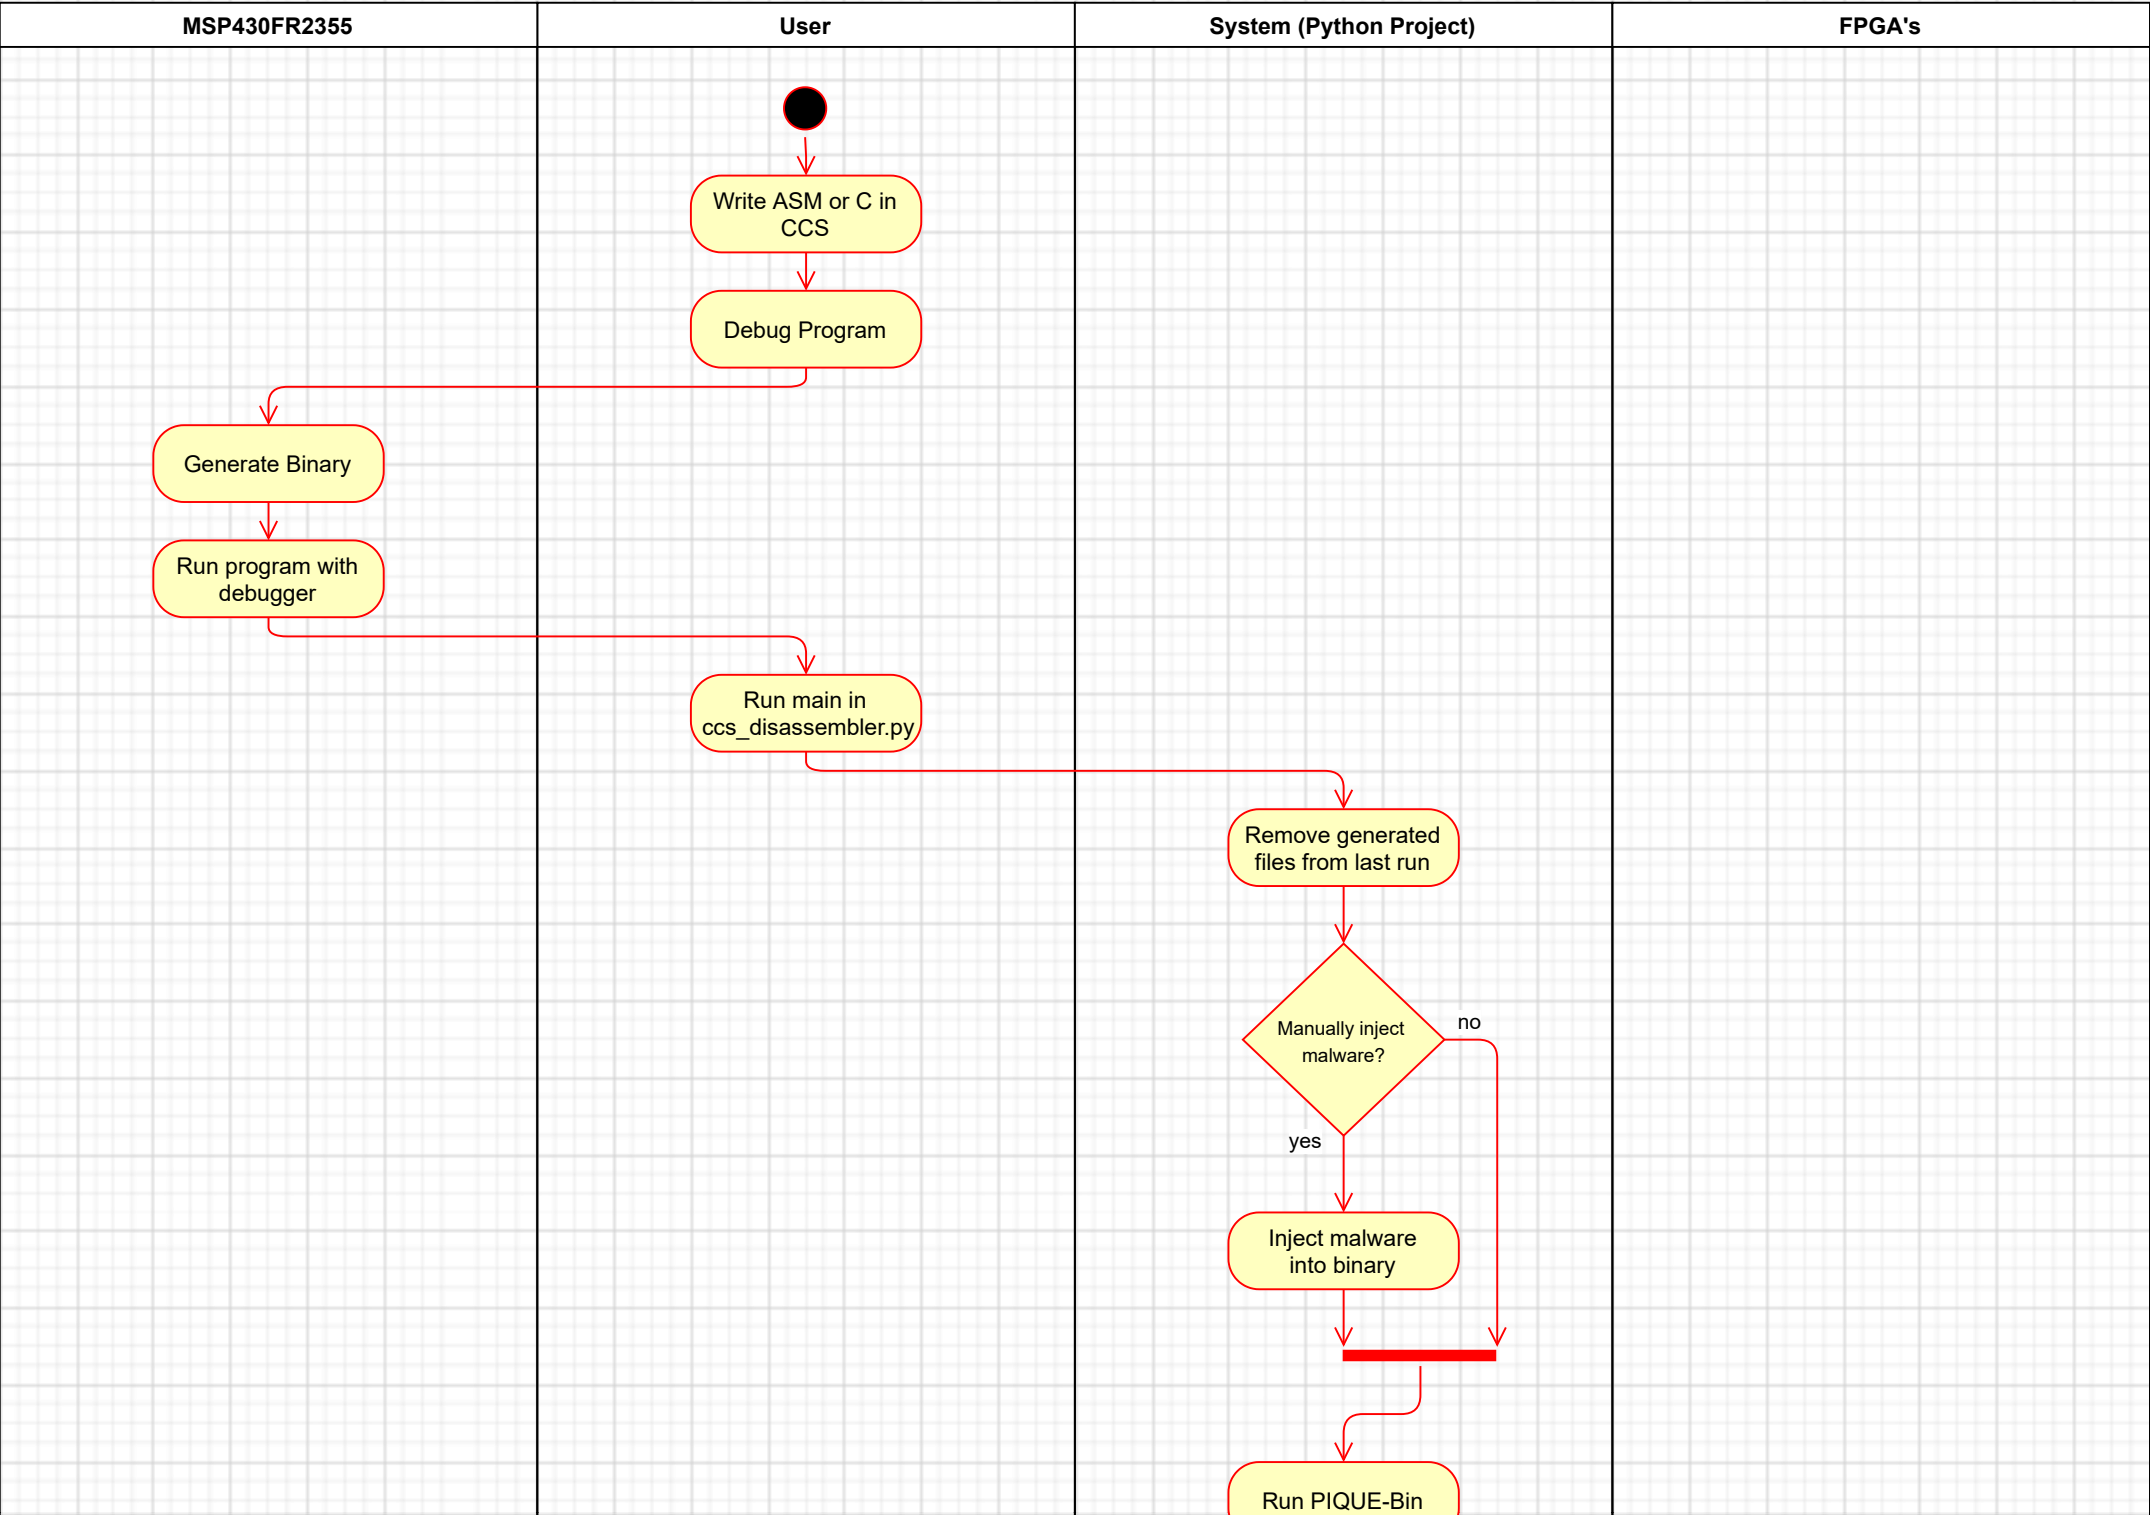 MSP430FR2355
User
System (Python Project)
FPGA's
Write ASM or C in
CCS
Debug Program
Generate Binary
Run program with
debugger
Run main in
ccs_disassembler.py
Remove generated
files from last run
Manually inject
malware?
no
yes
Inject malware
into binary
Run PIQUE-Bin